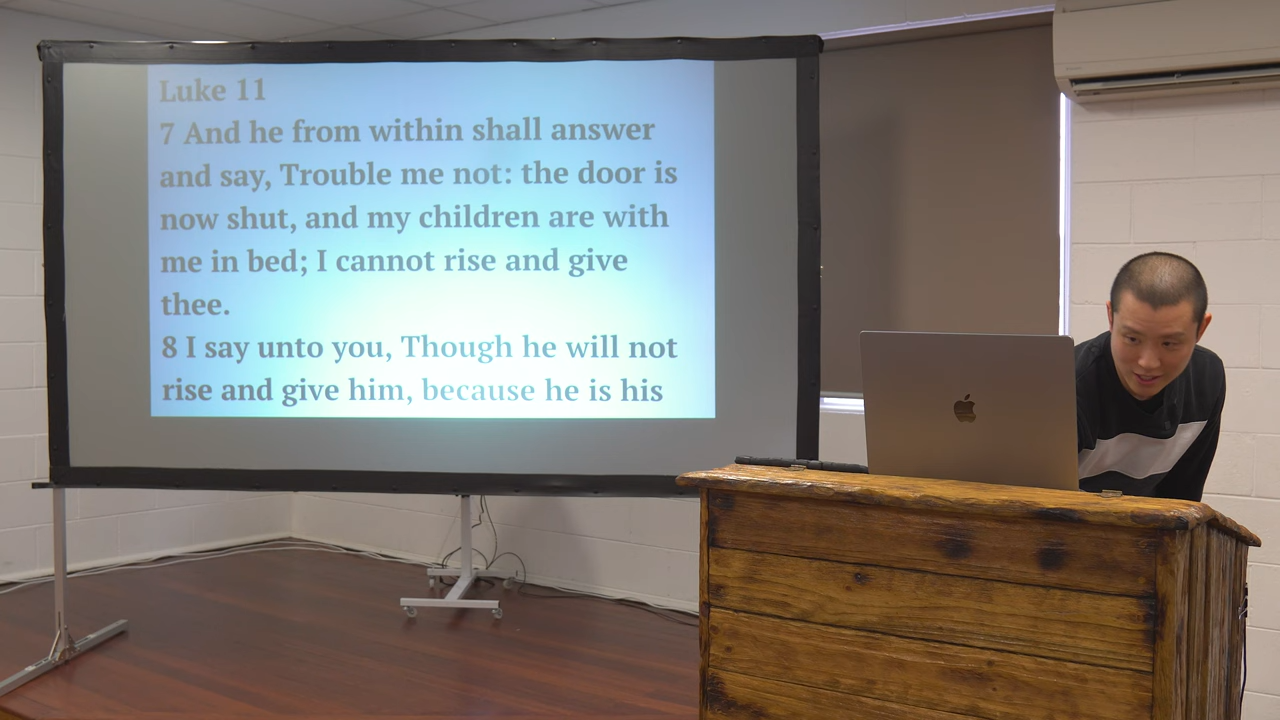 Luke 11
7 And he from within shall answer
and say, Trouble me not: the door is
now shut, and my children are with
me in bed; I cannot rise and give
thee.
8 I say unto you, Though he will not
rise and give him, because he is his